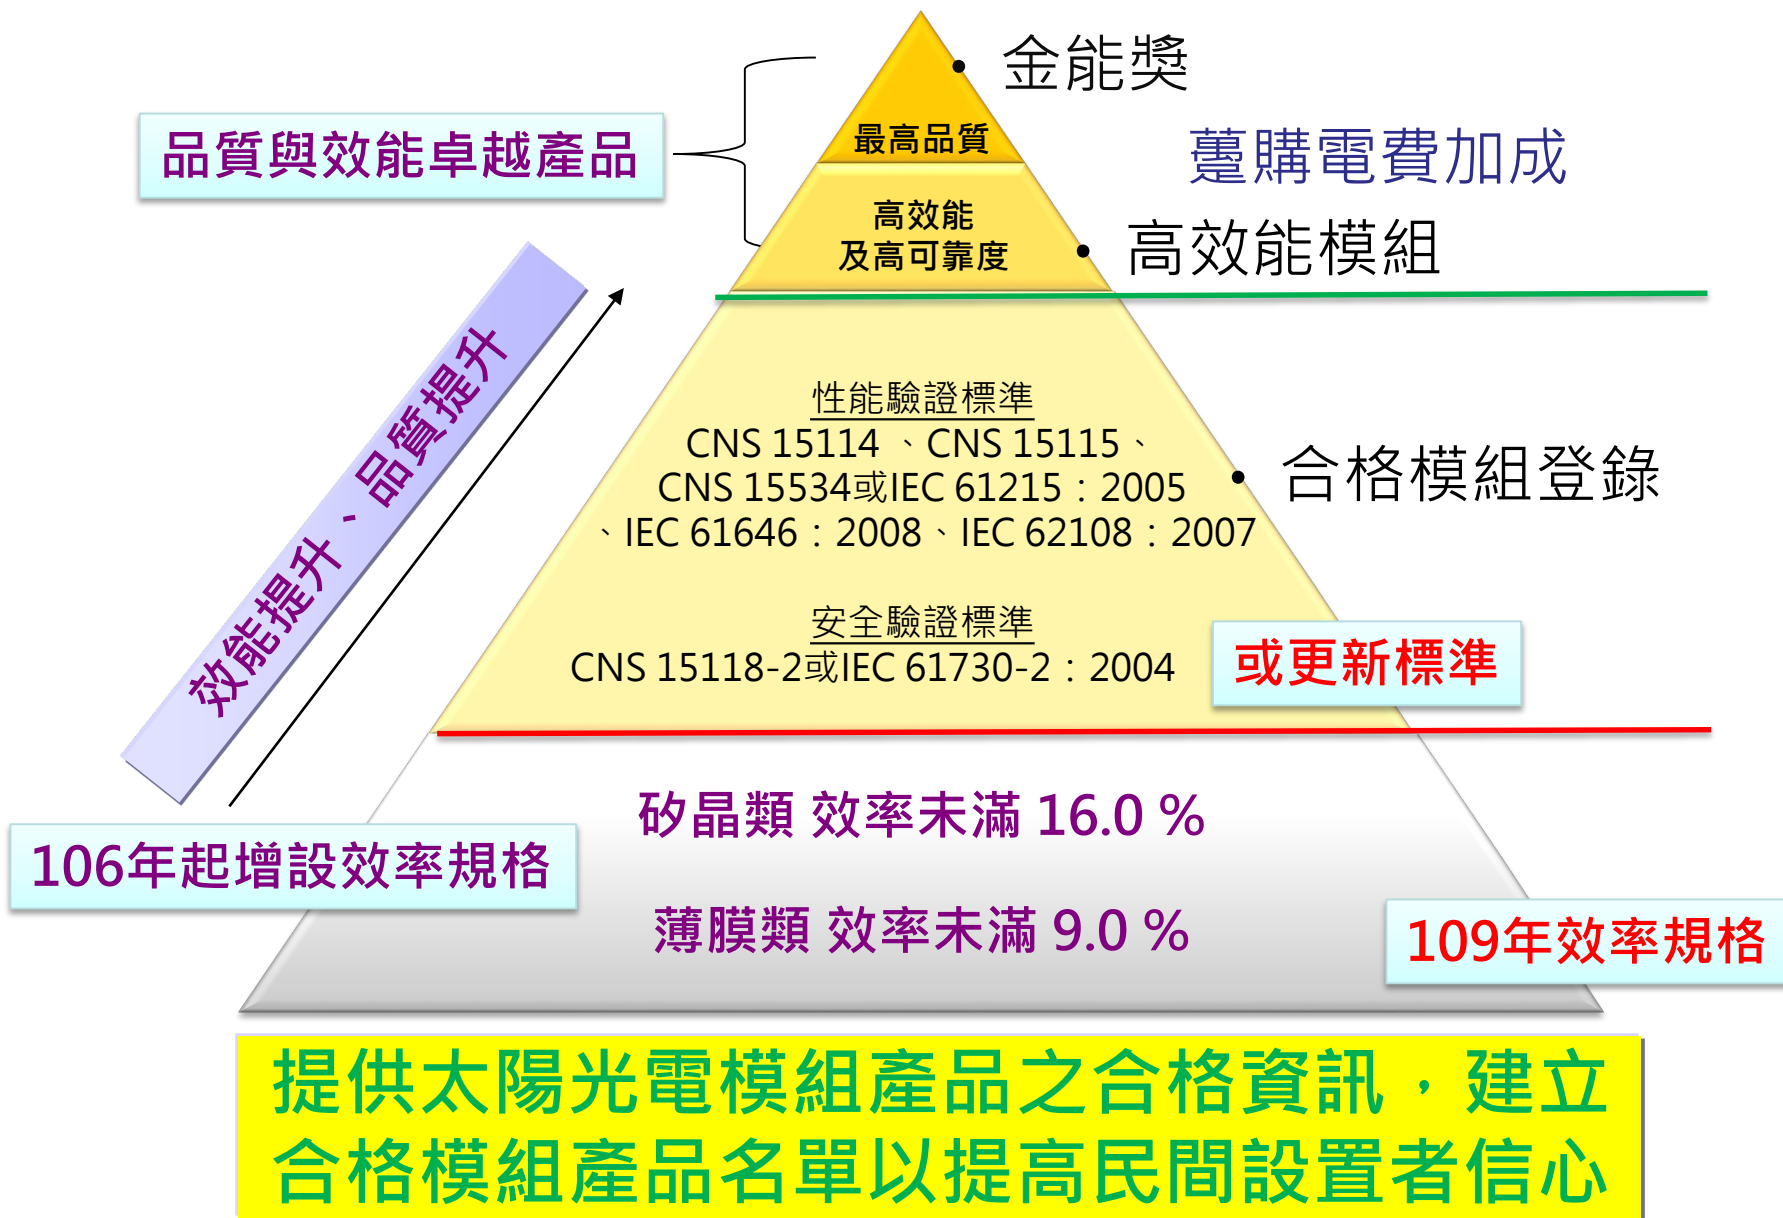 • 金能獎
最高品質
品質與效能卓越產品
躉購電費加成
高效能
及高可靠度
• 高效能模組
效能提升、品質提升
性能驗證標準
CNS 15114 、CNS 15115、
CNS 15534或IEC 61215：2005
、IEC 61646：2008、IEC 62108：2007
• 合格模組登錄
安全驗證標準
CNS 15118-2或IEC 61730-2：2004
或更新標準
矽晶類 效率未滿 16.0 %
106年起增設效率規格
薄膜類 效率未滿 9.0 %
109年效率規格
提供太陽光電模組產品之合格資訊，建立
合格模組產品名單以提高民間設置者信心